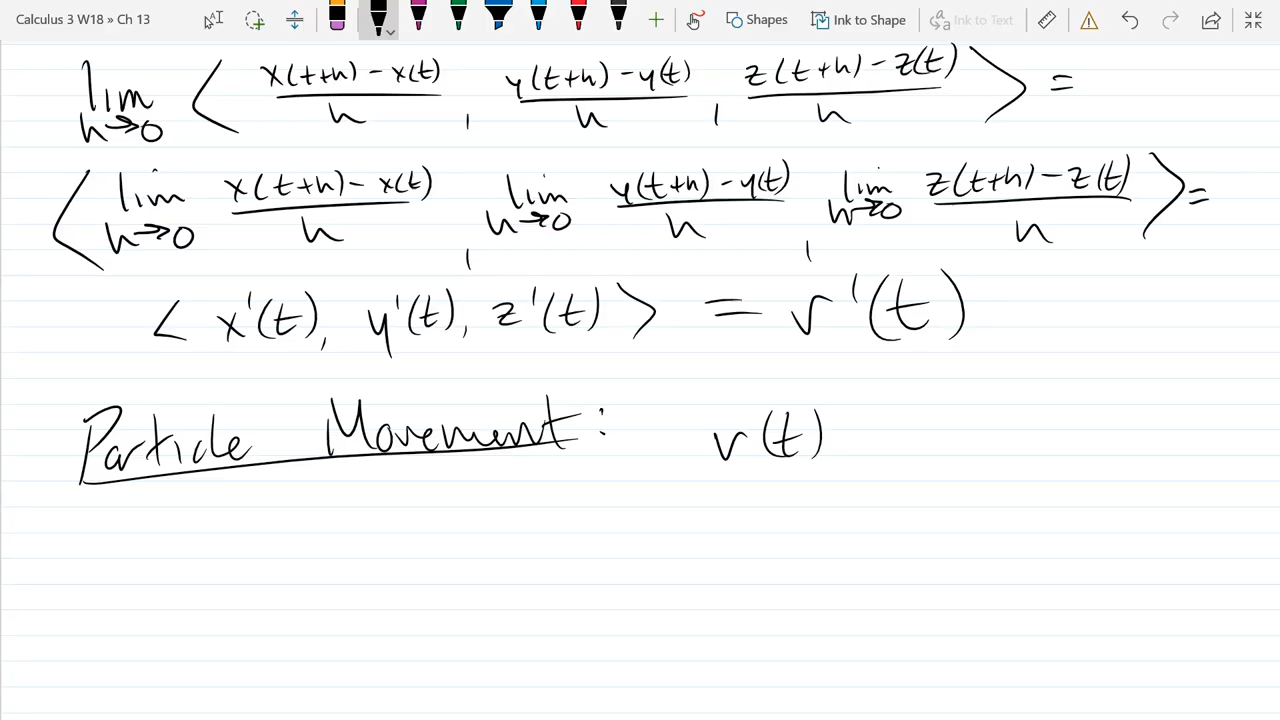 Calculus 3 W18 » Ch 13
Shapes
Ink to Shape
Ink to Text
lim h→0 ⟨ x(t+h) − x(t) / h , y(t+h) − y(t) / h , z(t+h) − z(t) / h ⟩ =
⟨ lim h→0 x(t+h) − x(t) / h , lim h→0 y(t+h) − y(t) / h , lim h→0 z(t+h) − z(t) / h ⟩ =
⟨ x'(t), y'(t), z'(t) ⟩ = r'(t)
Particle Movement: r(t)